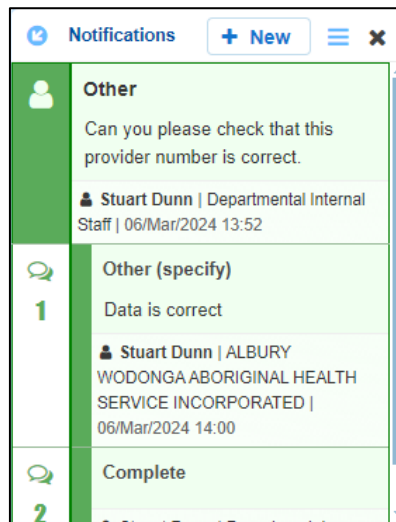 Notifications + New
Other
Can you please check that this
provider number is correct.
Stuart Dunn | Departmental Internal
Staff | 06/Mar/2024 13:52
Other (specify)
1
Data is correct
Stuart Dunn | ALBURY
WODONGA ABORIGINAL HEALTH
SERVICE INCORPORATED |
06/Mar/2024 14:00
Complete
2